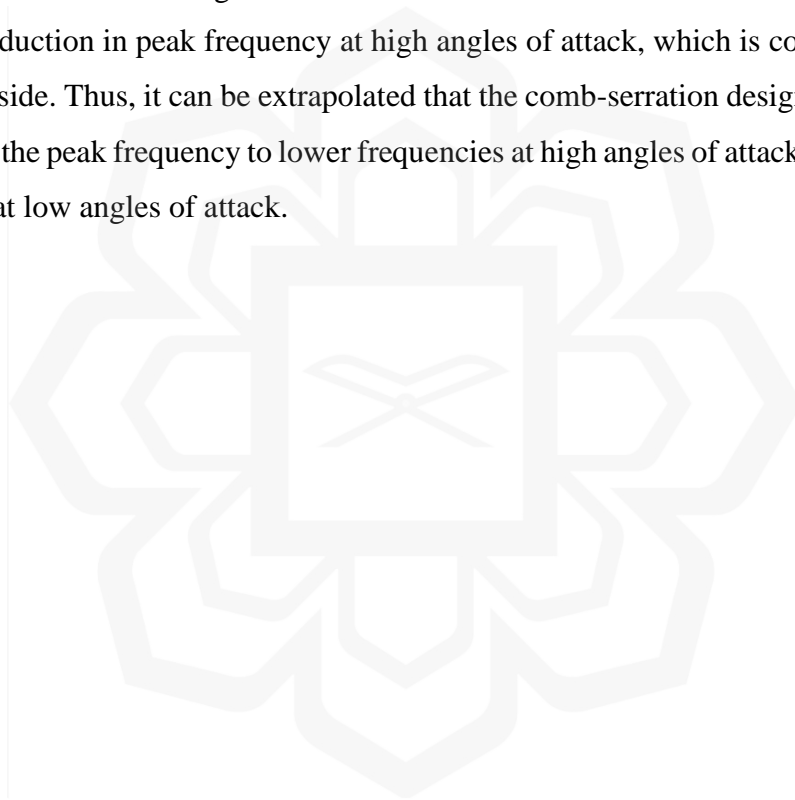 duction in peak frequency at high angles of attack, which is co
side. Thus, it can be extrapolated that the comb-serration desig
the peak frequency to lower frequencies at high angles of attack
at low angles of attack.